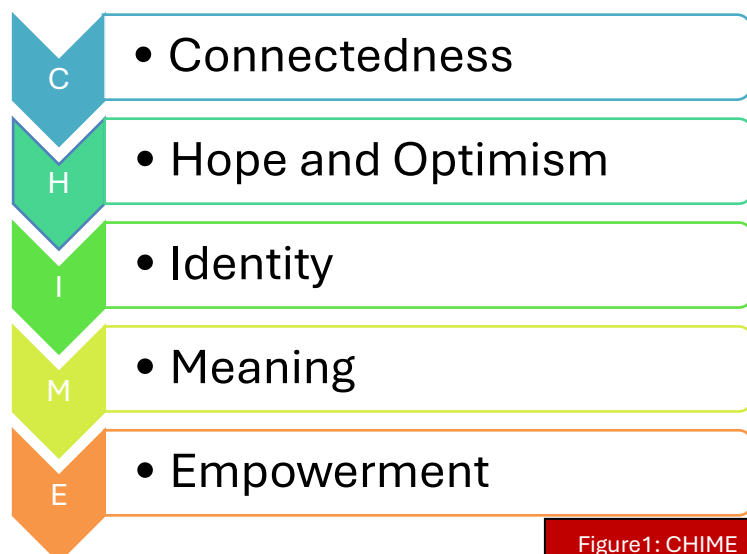 C
• Connectedness
H
• Hope and Optimism
I
• Identity
M
• Meaning
E
• Empowerment
Figure1: CHIME